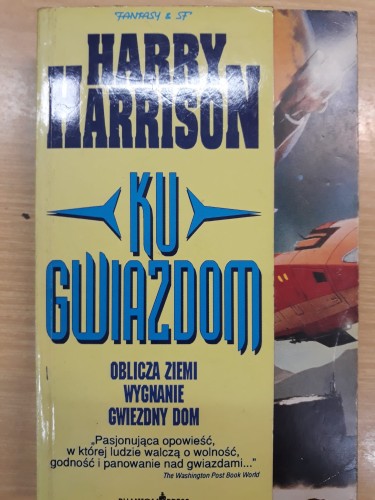 FANTASY & SF
HARRY
HARRISON
KU
GWIAZDOM
OBLICZA ZIEMI
WYGNANIE
GWIEZDNY DOM
„Pasjonująca opowieść,
w której ludzie walczą o wolność,
godność i panowanie nad gwiazdami..."
The Washington Post Book World